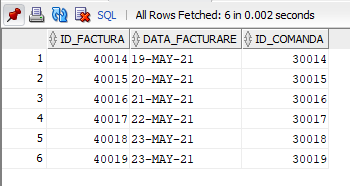 SQL | All Rows Fetched: 6 in 0.002 seconds
ID_FACTURA DATA_FACTURARE ID_COMANDA
1 40014 19-MAY-21 30014
2 40015 20-MAY-21 30015
3 40016 21-MAY-21 30016
4 40017 22-MAY-21 30017
5 40018 23-MAY-21 30018
6 40019 23-MAY-21 30019